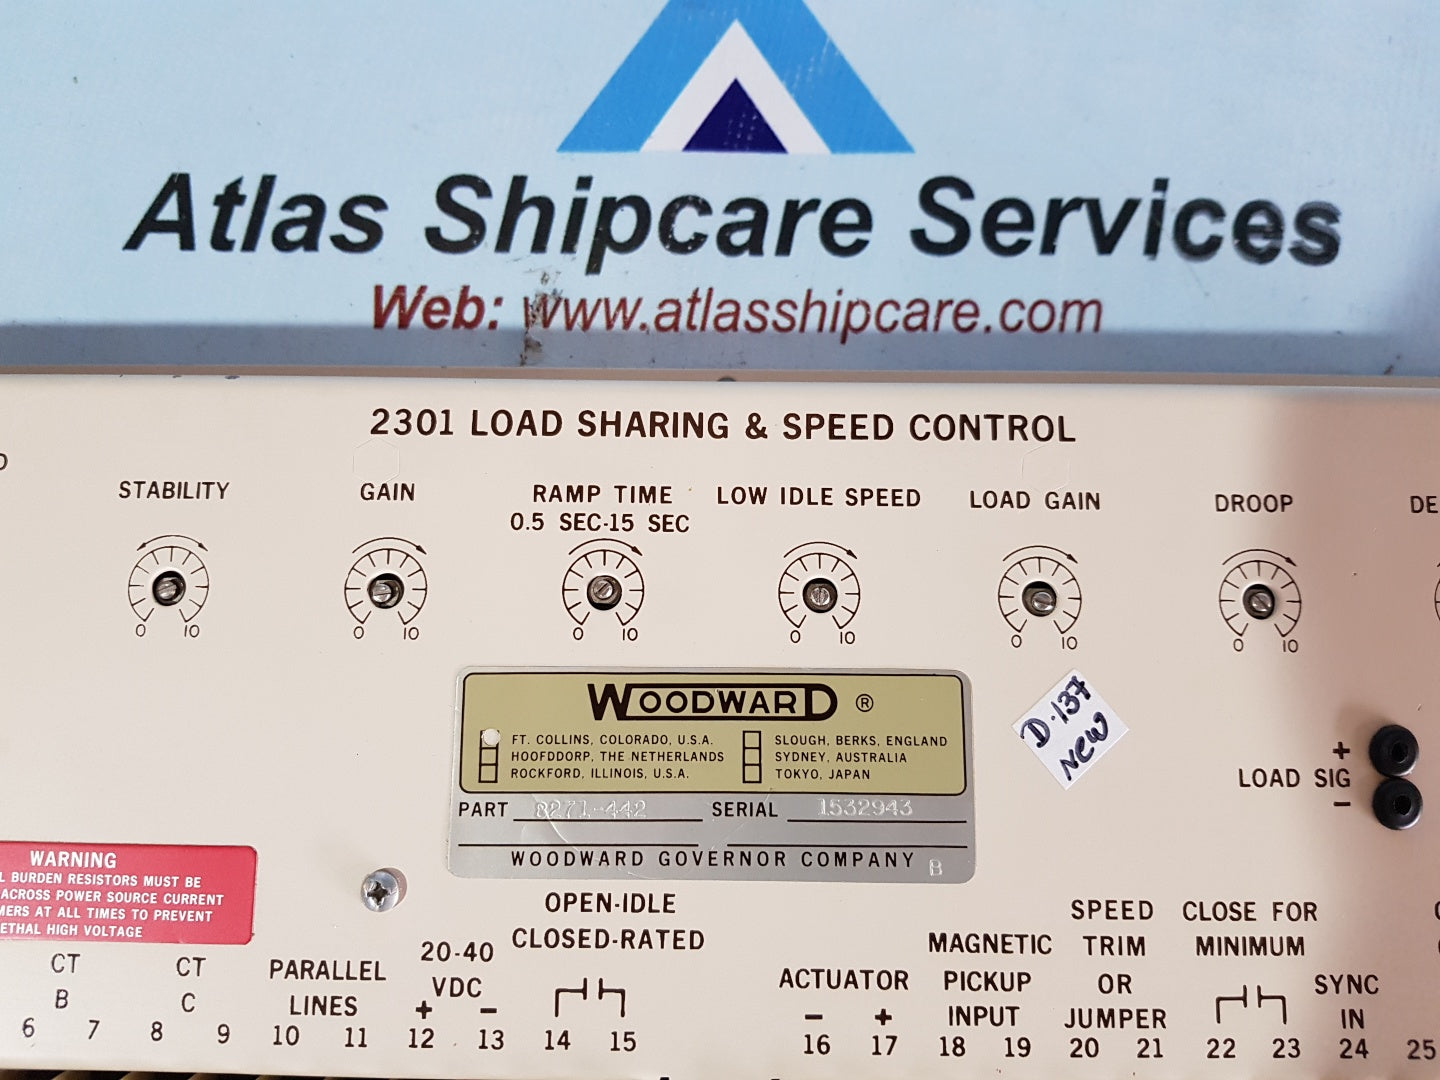 Atlas Shipcare Services
Web: www.atlasshipcare.com
2301 LOAD SHARING & SPEED CONTROL
STABILITY
GAIN
RAMP TIME
0.5 SEC-15 SEC
LOW IDLE SPEED
LOAD GAIN
DROOP
DE
0 10
0 10
0 10
0 10
0 10
0 10
WOODWARD ®
FT. COLLINS, COLORADO, U.S.A.
HOOFDDORP, THE NETHERLANDS
ROCKFORD, ILLINOIS, U.S.A.
SLOUGH, BERKS, ENGLAND
SYDNEY, AUSTRALIA
TOKYO, JAPAN
PART 8271-442 SERIAL 1532943
WOODWARD GOVERNOR COMPANY B
D.137
NEW
+
LOAD SIG
−
WARNING
BURDEN RESISTORS MUST BE
ACROSS POWER SOURCE CURRENT
MERS AT ALL TIMES TO PREVENT
ETHAL HIGH VOLTAGE
CT
B
6 7
CT
C
8 9
PARALLEL
LINES
10 11
20-40
VDC
+ −
12 13
OPEN-IDLE
CLOSED-RATED
14 15
ACTUATOR
− +
16 17
MAGNETIC
PICKUP
INPUT
18 19
SPEED
TRIM
OR
JUMPER
20 21
CLOSE FOR
MINIMUM
22 23
SYNC
IN
24
25